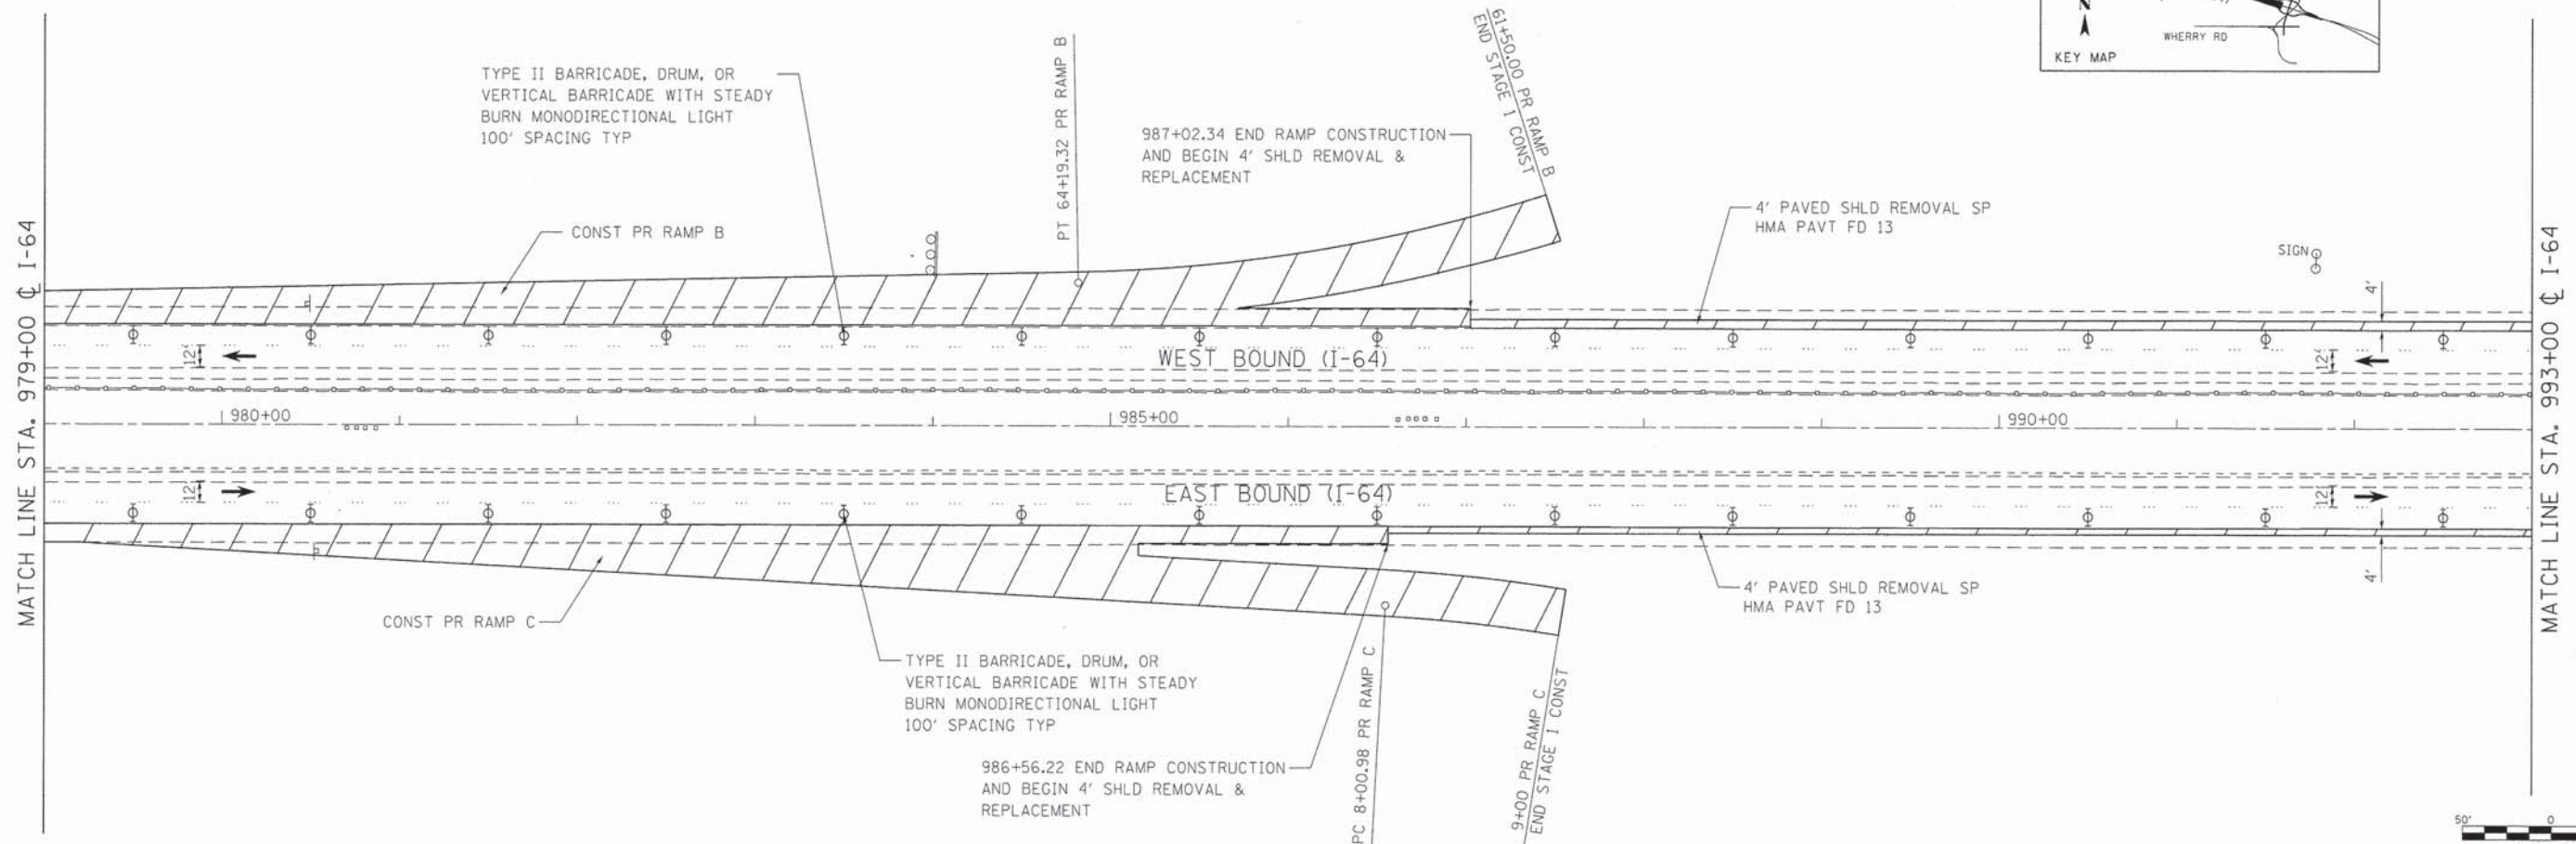 N
WHERRY RD
KEY MAP
TYPE II BARRICADE, DRUM, OR
VERTICAL BARRICADE WITH STEADY
BURN MONODIRECTIONAL LIGHT
100' SPACING TYP
PT 64+19.32 PR RAMP B
61+50.00 PR RAMP B
END STAGE 1 CONST
987+02.34 END RAMP CONSTRUCTION
AND BEGIN 4' SHLD REMOVAL &
REPLACEMENT
CONST PR RAMP B
4' PAVED SHLD REMOVAL SP
HMA PAVT FD 13
SIGN
4'
MATCH LINE STA. 979+00 ℄ I-64
MATCH LINE STA. 993+00 ℄ I-64
12'
WEST BOUND (I-64)
12'
980+00
985+00
990+00
12'
EAST BOUND (I-64)
12'
4'
CONST PR RAMP C
4' PAVED SHLD REMOVAL SP
HMA PAVT FD 13
TYPE II BARRICADE, DRUM, OR
VERTICAL BARRICADE WITH STEADY
BURN MONODIRECTIONAL LIGHT
100' SPACING TYP
986+56.22 END RAMP CONSTRUCTION
AND BEGIN 4' SHLD REMOVAL &
REPLACEMENT
PC 8+00.98 PR RAMP C
9+00 PR RAMP C
END STAGE 1 CONST
50'
0